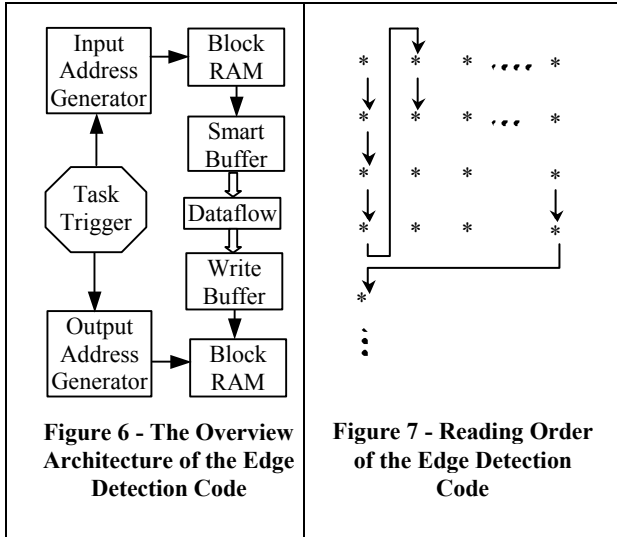 Input
Address
Generator
Block
RAM
Smart
Buffer
Task
Trigger
Dataflow
Write
Buffer
Output
Address
Generator
Block
RAM
Figure 6 - The Overview
Architecture of the Edge
Detection Code
* * * .... *
* * * ... *
* * * *
* * * *
*
Figure 7 - Reading Order
of the Edge Detection
Code